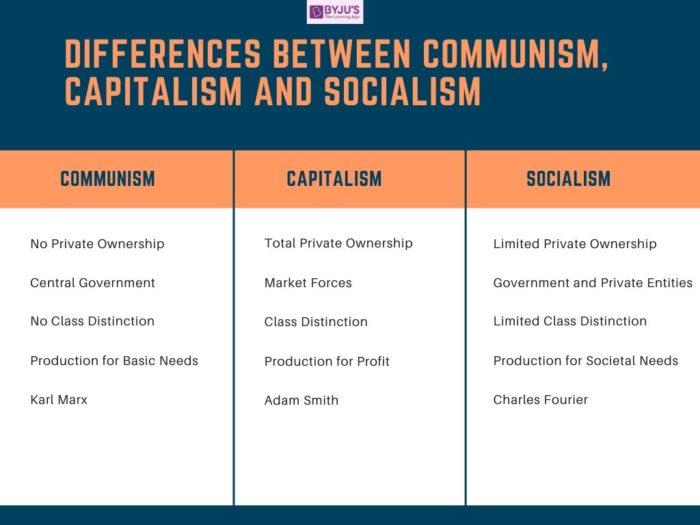 BYJU'S
The Learning App
DIFFERENCES BETWEEN COMMUNISM,
CAPITALISM AND SOCIALISM
COMMUNISM
No Private Ownership
Central Government
No Class Distinction
Production for Basic Needs
Karl Marx
CAPITALISM
Total Private Ownership
Market Forces
Class Distinction
Production for Profit
Adam Smith
SOCIALISM
Limited Private Ownership
Government and Private Entities
Limited Class Distinction
Production for Societal Needs
Charles Fourier